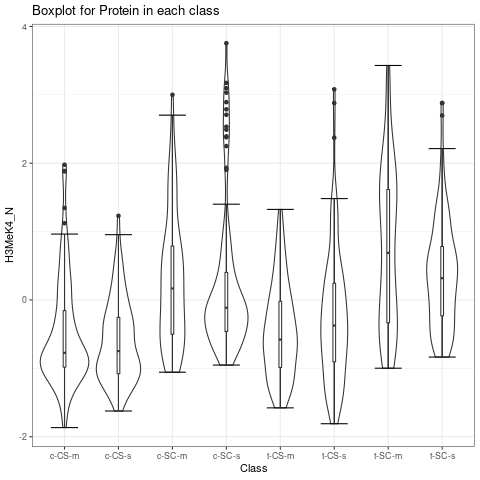 Boxplot for Protein in each class
H3MeK4_N
4
2
0
-2
c-CS-m c-CS-s c-SC-m c-SC-s t-CS-m t-CS-s t-SC-m t-SC-s
Class